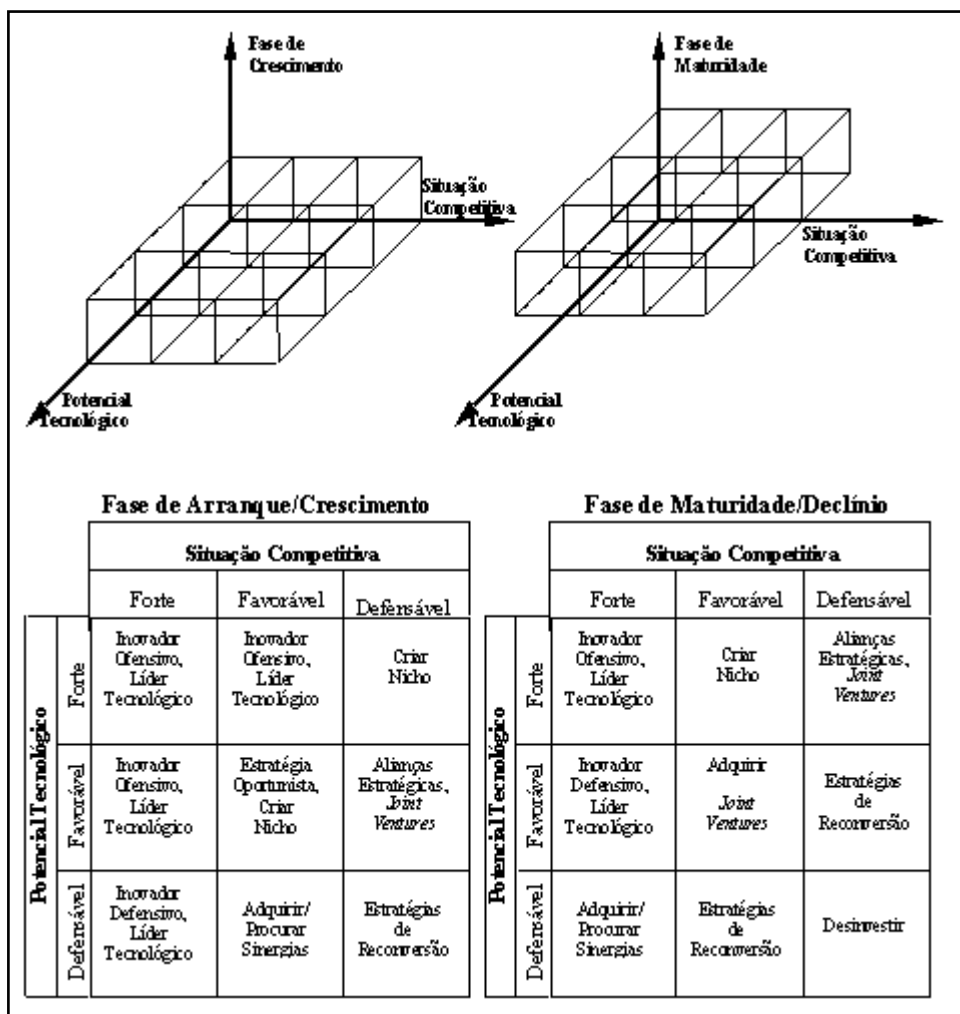 Fase de
Crescimento
Situação
Competitiva
Potencial
Tecnológico
Fase de
Maturidade
Situação
Competitiva
Potencial
Tecnológico
Fase de Arranque/Crescimento
Situação Competitiva
Forte
Favorável
Defensável
Potencial Tecnológico
Forte
Inovador
Ofensivo,
Líder
Tecnológico
Inovador
Ofensivo,
Líder
Tecnológico
Criar
Nicho
Favorável
Inovador
Ofensivo,
Líder
Tecnológico
Estratégia
Oportunista,
Criar
Nicho
Alianças
Estratégicas, Joint
Ventures
Defensável
Inovador
Defensivo,
Líder
Tecnológico
Adquirir/
Procurar
Sinergias
Estratégias
de
Reconversão
Fase de Maturidade/Declínio
Situação Competitiva
Forte
Favorável
Defensável
Potencial Tecnológico
Forte
Inovador
Ofensivo,
Líder
Tecnológico
Criar
Nicho
Alianças
Estratégicas,
Joint
Ventures
Favorável
Inovador
Defensivo,
Líder
Tecnológico
Adquirir
Joint
Ventures
Estratégias
de
Reconversão
Defensável
Adquirir/
Procurar
Sinergias
Estratégias
de
Reconversão
Desinvestir